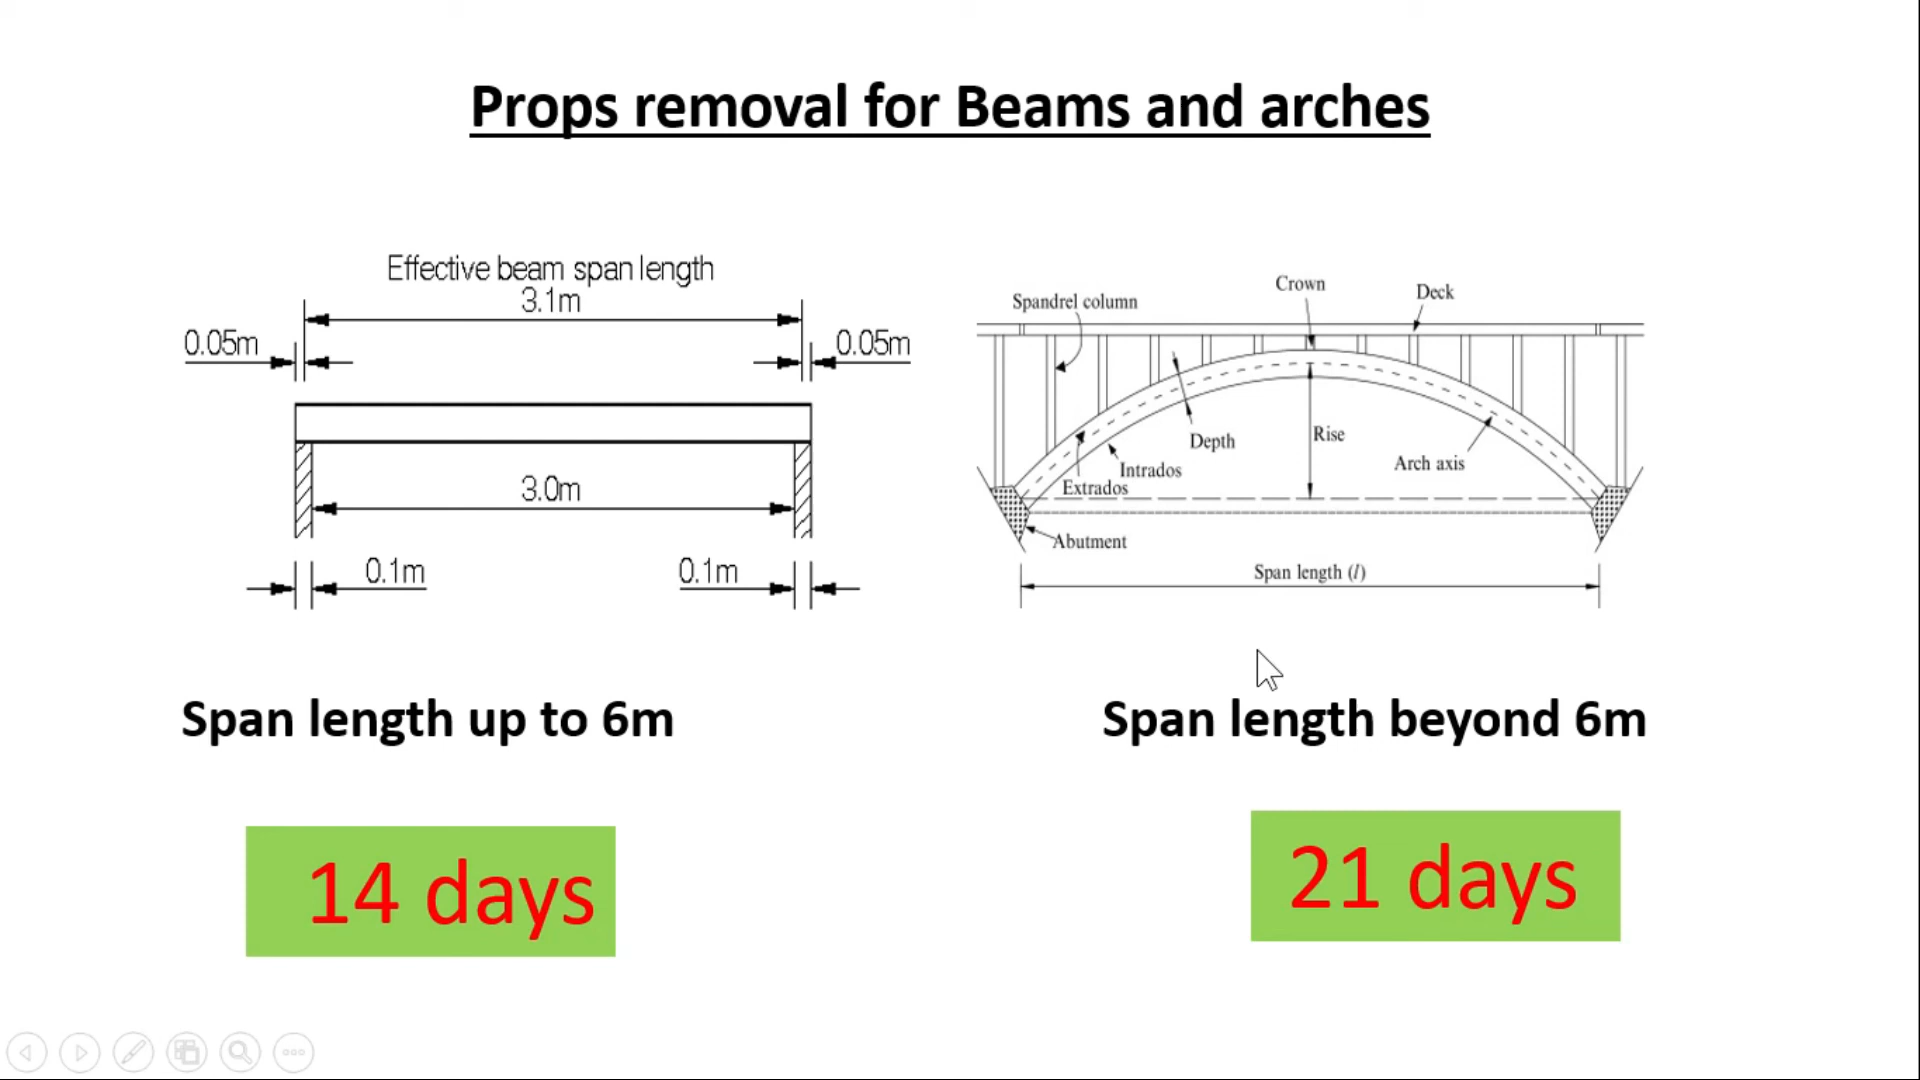 Props removal for Beams and arches
Effective beam span length
3.1m
0.05m
0.05m
3.0m
0.1m
0.1m
Crown
Deck
Spandrel column
Depth
Rise
Intrados
Arch axis
Extrados
Abutment
Span length (l)
Span length up to 6m
Span length beyond 6m
14 days
21 days